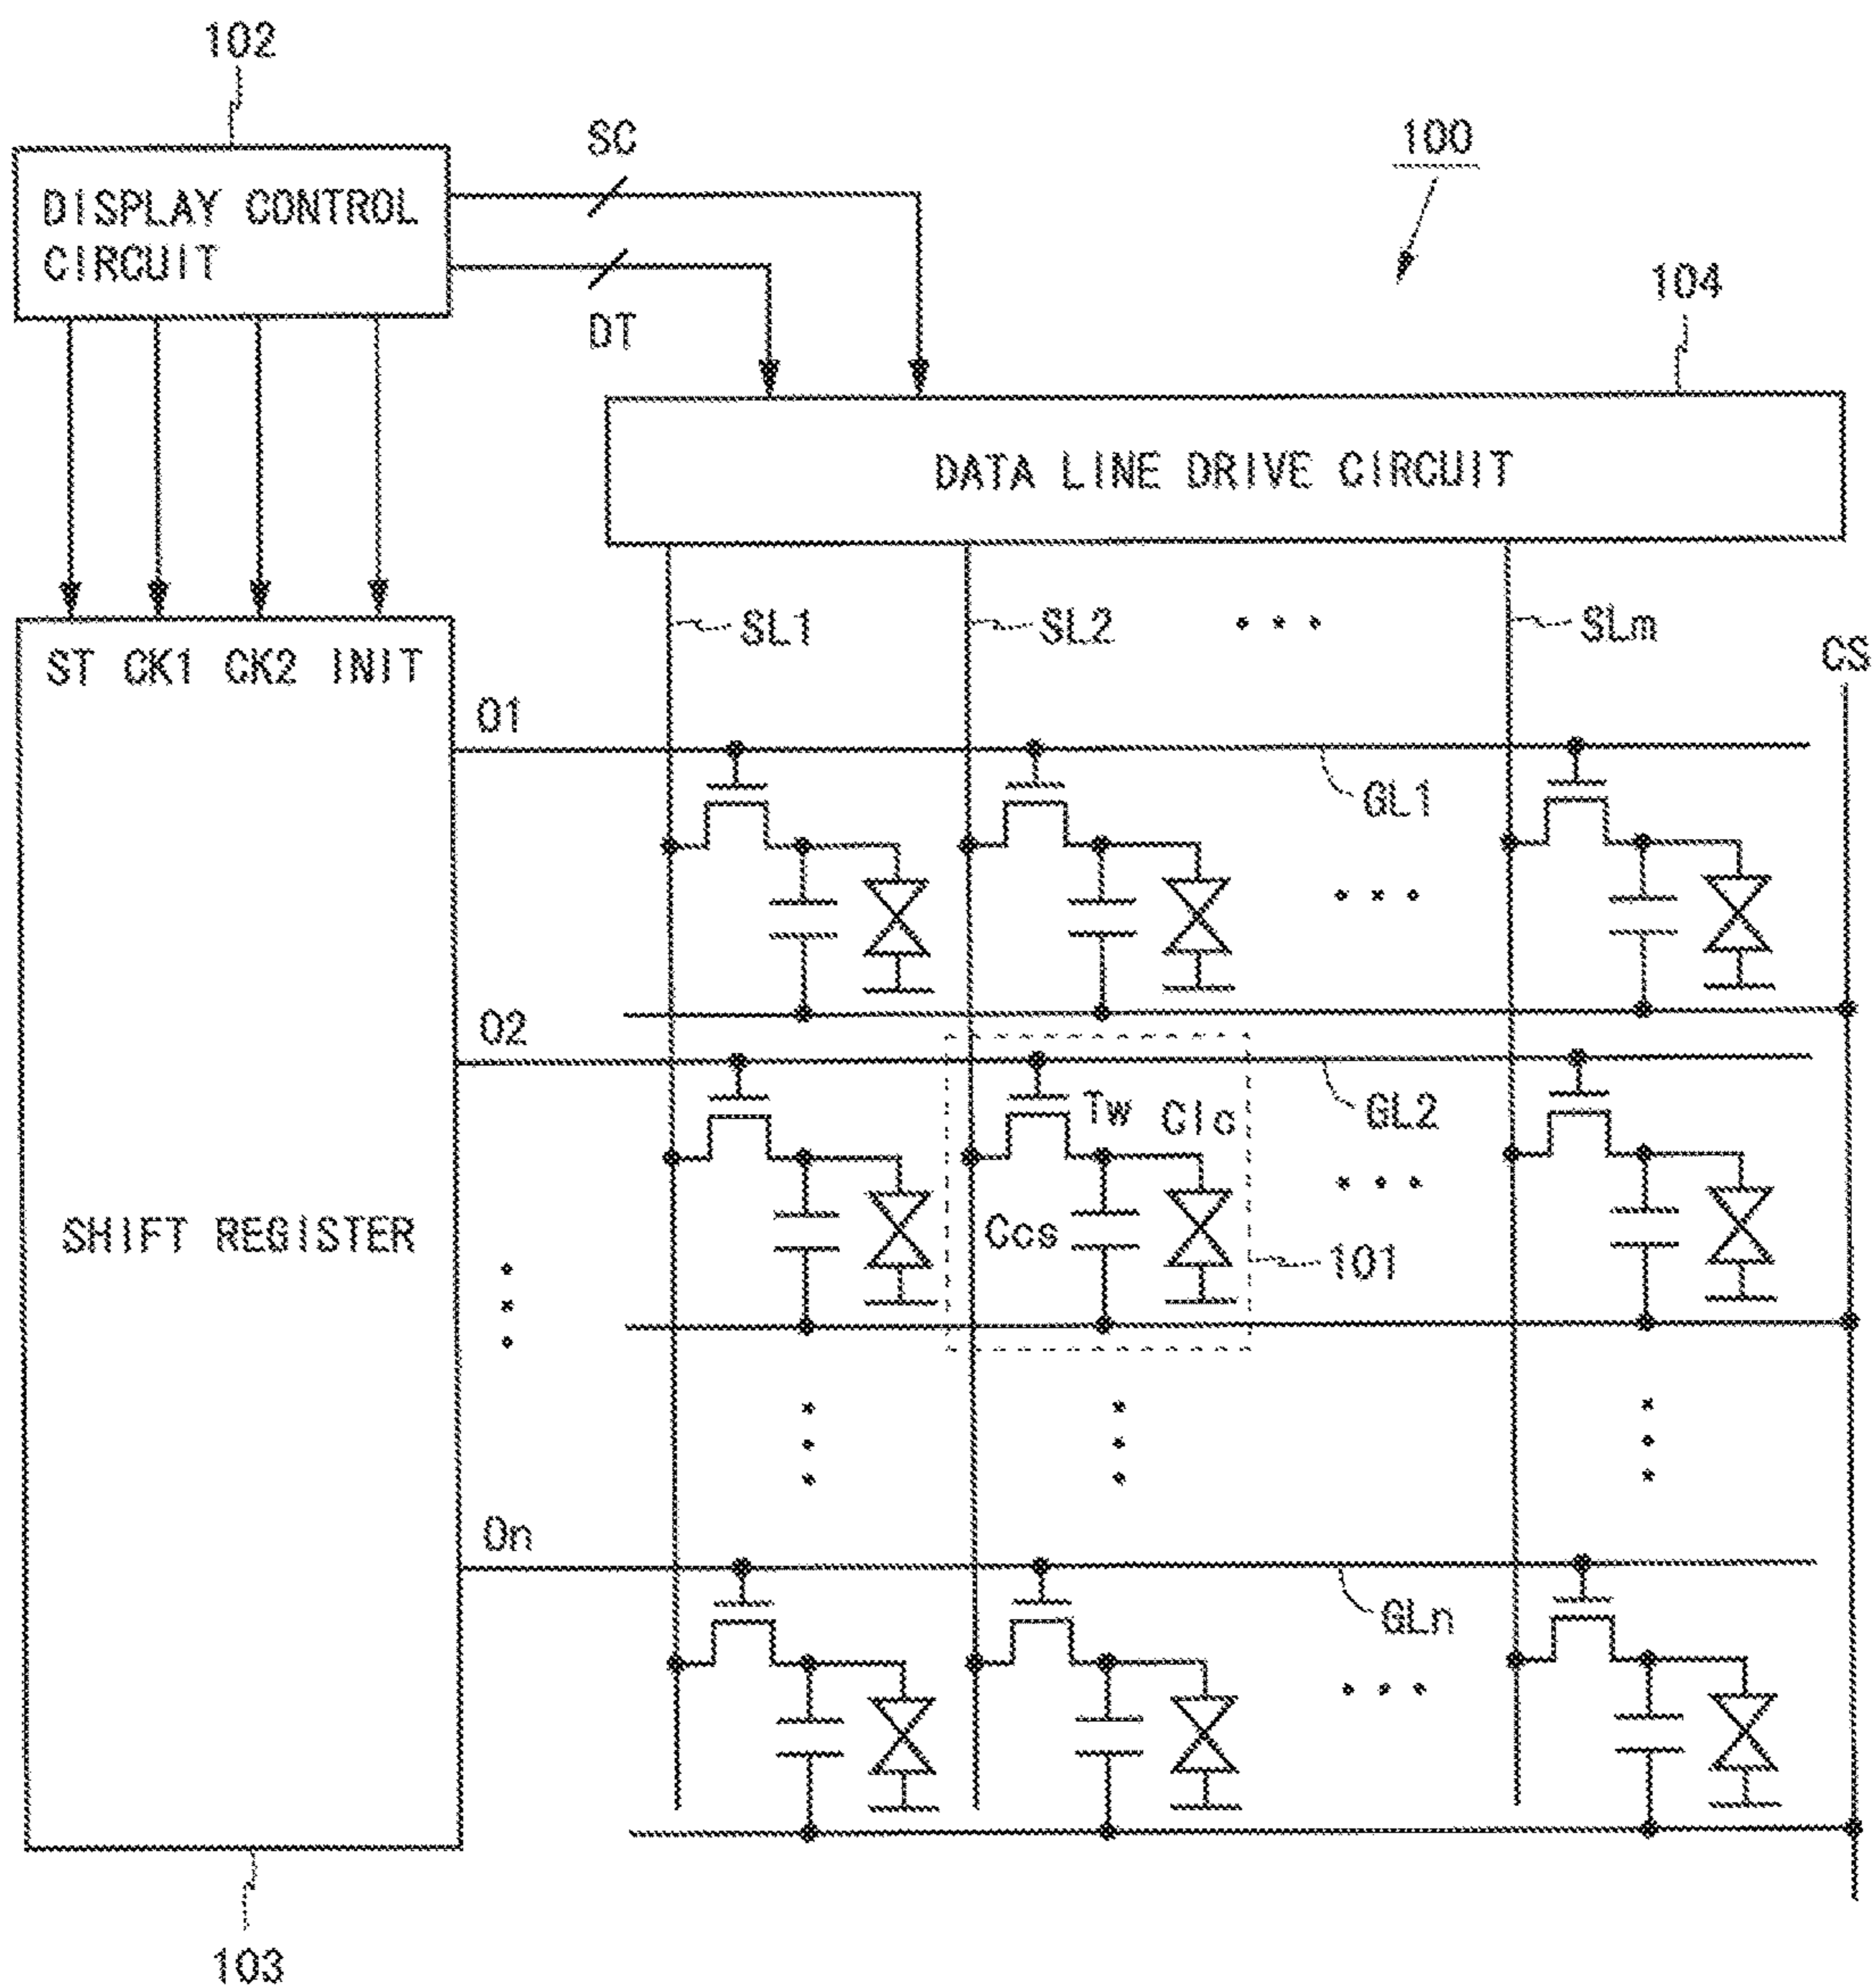 102
SC
100
DISPLAY CONTROL
CIRCUIT
DT
104
DATA LINE DRIVE CIRCUIT
SL1
SL2
SLm
CS
ST CK1 CK2 INIT
O1
GL1
O2
Tw
Clc
GL2
Ccs
101
SHIFT REGISTER
On
GLn
103